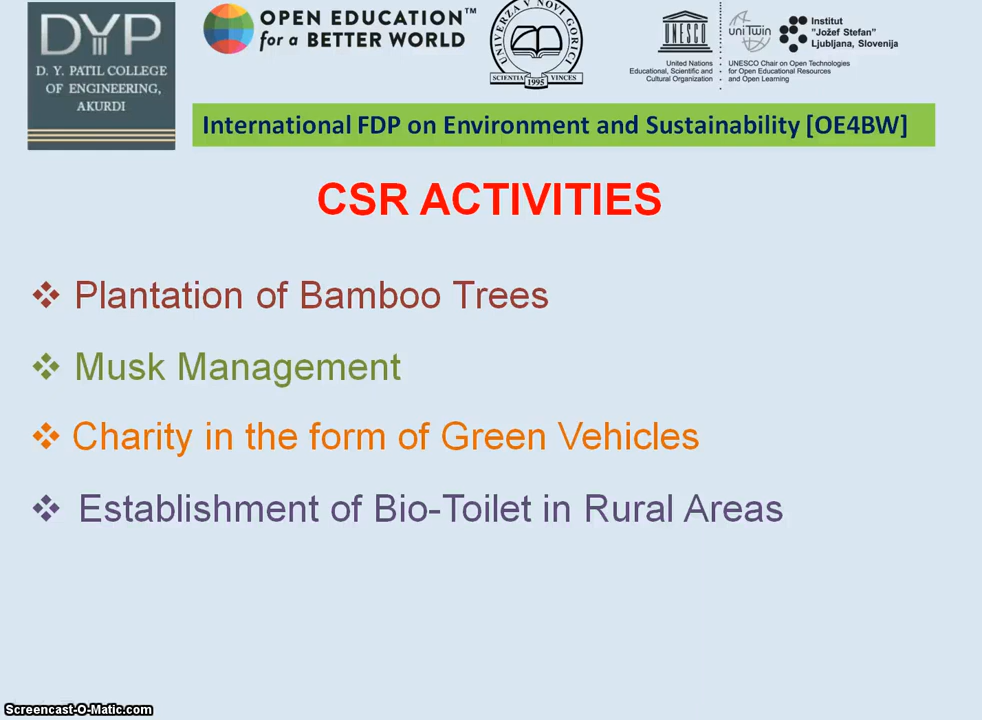 DYP
D. Y. PATIL COLLEGE
OF ENGINEERING,
AKURDI
OPEN EDUCATION™
for a BETTER WORLD
UNIVERZA V NOVI GORICI
SCIENTIA VINCES
1995
UNESCO
United Nations
Educational, Scientific and
Cultural Organization
uniTwin
Institut
"Jožef Stefan"
Ljubljana, Slovenija
UNESCO Chair on Open Technologies
for Open Educational Resources
and Open Learning
International FDP on Environment and Sustainability [OE4BW]
CSR ACTIVITIES
❖ Plantation of Bamboo Trees
❖ Musk Management
❖ Charity in the form of Green Vehicles
❖ Establishment of Bio-Toilet in Rural Areas
Screencast-O-Matic.com